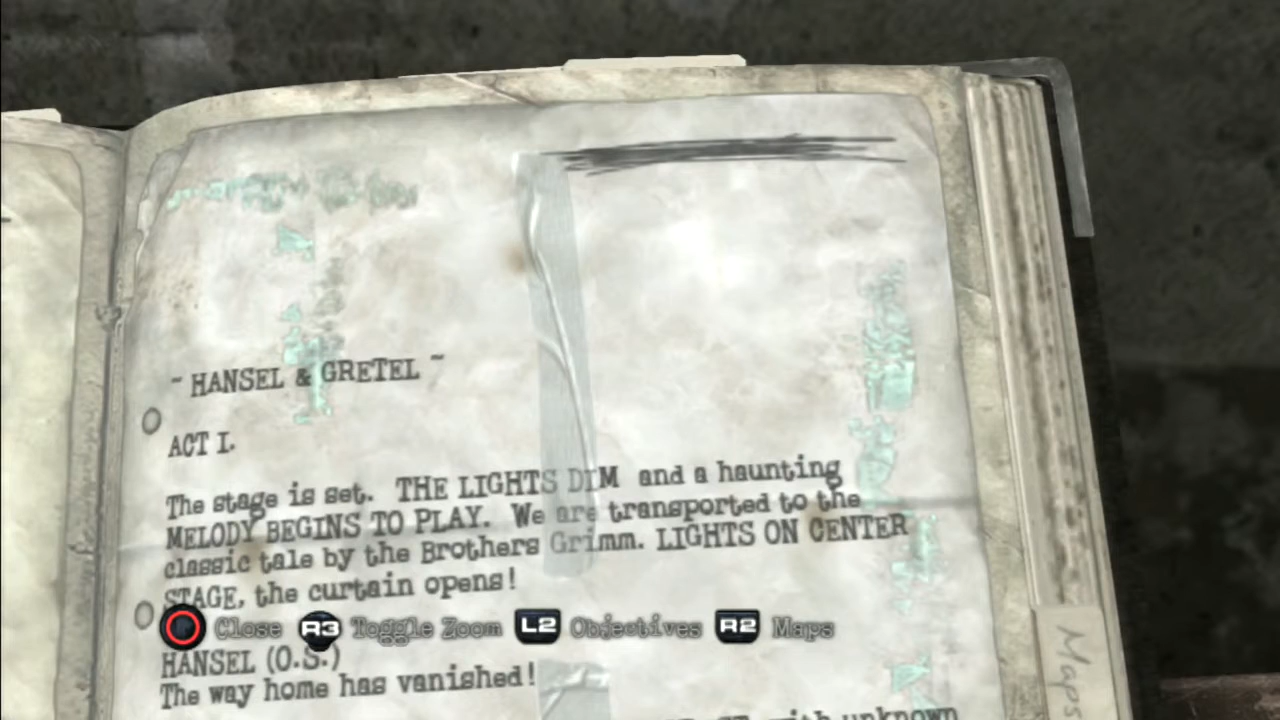 ~ HANSEL & GRETEL ~
ACT I.
The stage is set. THE LIGHTS DIM and a haunting
MELODY BEGINS TO PLAY. We are transported to the
classic tale by the Brothers Grimm. LIGHTS ON CENTER
STAGE, the curtain opens!
Close R3 Toggle Zoom L2 Objectives R2 Maps
HANSEL (O.S.)
The way home has vanished!
with unknown
Maps